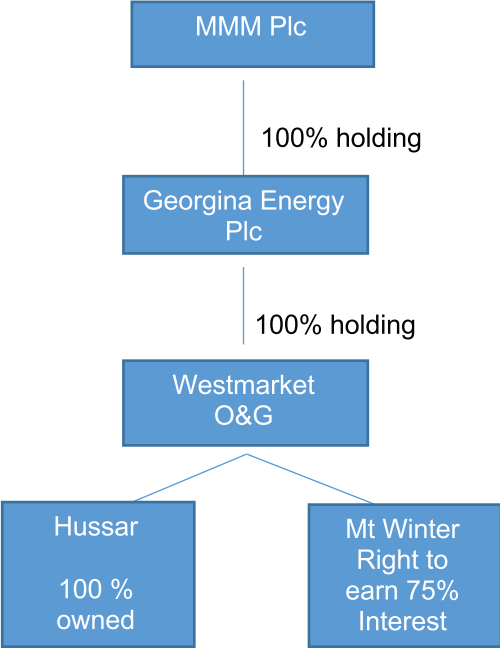 MMM Plc
100% holding
Georgina Energy
Plc
100% holding
Westmarket
O&G
Hussar
100 %
owned
Mt Winter
Right to
earn 75%
Interest